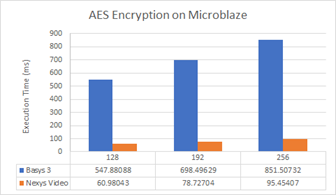 AES Encryption on Microblaze
Execution Time (ms)
900
800
700
600
500
400
300
200
100
0
128 192 256
Basys 3 547.88088 698.49629 851.50732
Nexys Video 60.98043 78.72704 95.45407